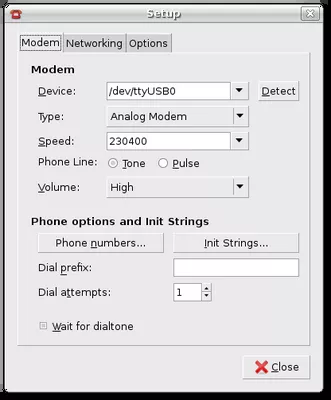 Setup
Modem Networking Options
Modem
Device: /dev/ttyUSB0 Detect
Type: Analog Modem
Speed: 230400
Phone Line: Tone Pulse
Volume: High
Phone options and Init Strings
Phone numbers... Init Strings...
Dial prefix:
Dial attempts: 1
Wait for dialtone
Close